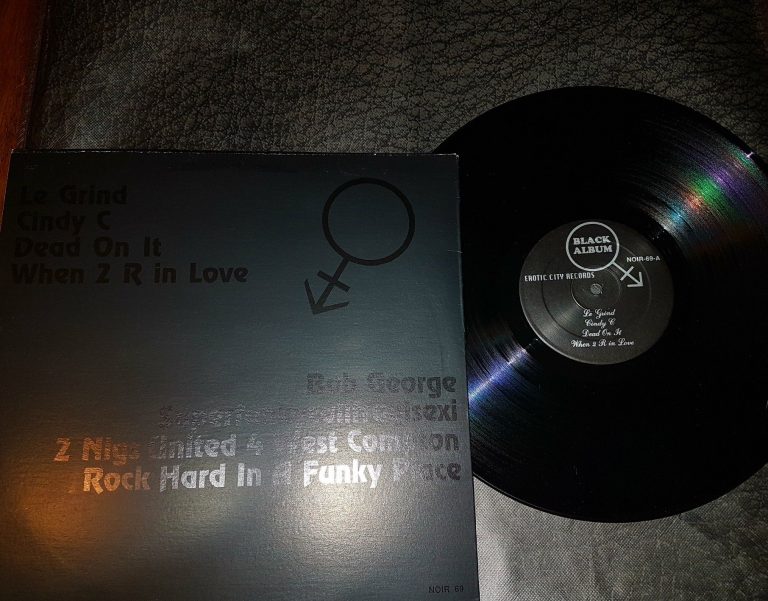 Le Grind
Cindy C
Dead On It
When 2 R in Love
Bob George
Superfunkycalifragisexi
2 Nigs United 4 West Compton
Rock Hard In A Funky Place
NOIR 69
BLACK
ALBUM
NOIR-69-A
EROTIC CITY RECORDS
Le Grind
Cindy C
Dead On It
When 2 R in Love